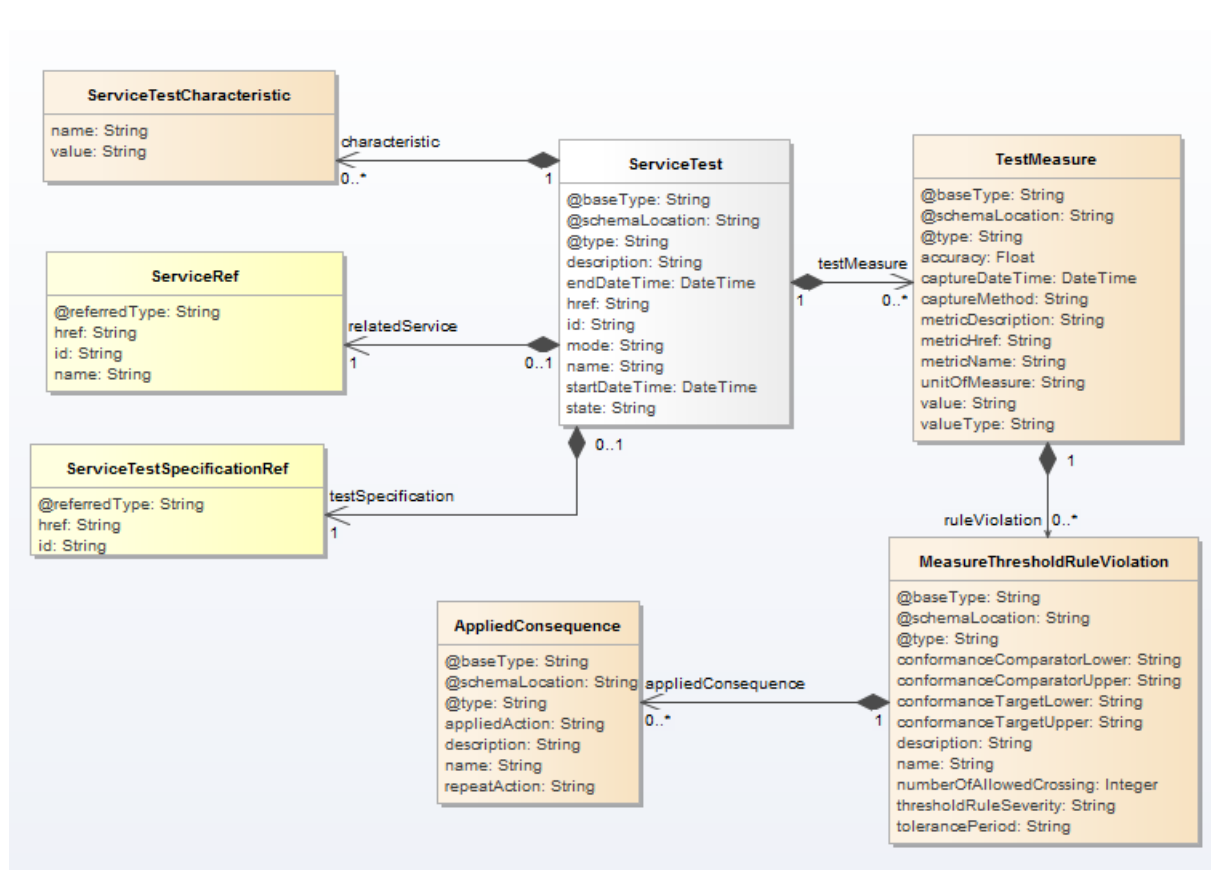 ServiceTestCharacteristic
name: String
value: String
characteristic
0..*
1
ServiceTest
@baseType: String
@schemaLocation: String
@type: String
description: String
endDateTime: DateTime
href: String
id: String
mode: String
name: String
startDateTime: DateTime
state: String
testMeasure
1
0..*
TestMeasure
@baseType: String
@schemaLocation: String
@type: String
accuracy: Float
captureDateTime: DateTime
captureMethod: String
metricDescription: String
metricHref: String
metricName: String
unitOfMeasure: String
value: String
valueType: String
ServiceRef
@referredType: String
href: String
id: String
name: String
relatedService
1
0..1
0..1
ServiceTestSpecificationRef
@referredType: String
href: String
id: String
testSpecification
1
1
ruleViolation
0..*
MeasureThresholdRuleViolation
@baseType: String
@schemaLocation: String
@type: String
conformanceComparatorLower: String
conformanceComparatorUpper: String
conformanceTargetLower: String
conformanceTargetUpper: String
description: String
name: String
numberOfAllowedCrossing: Integer
thresholdRuleSeverity: String
tolerancePeriod: String
AppliedConsequence
@baseType: String
@schemaLocation: String
@type: String
appliedAction: String
description: String
name: String
repeatAction: String
appliedConsequence
0..*
1